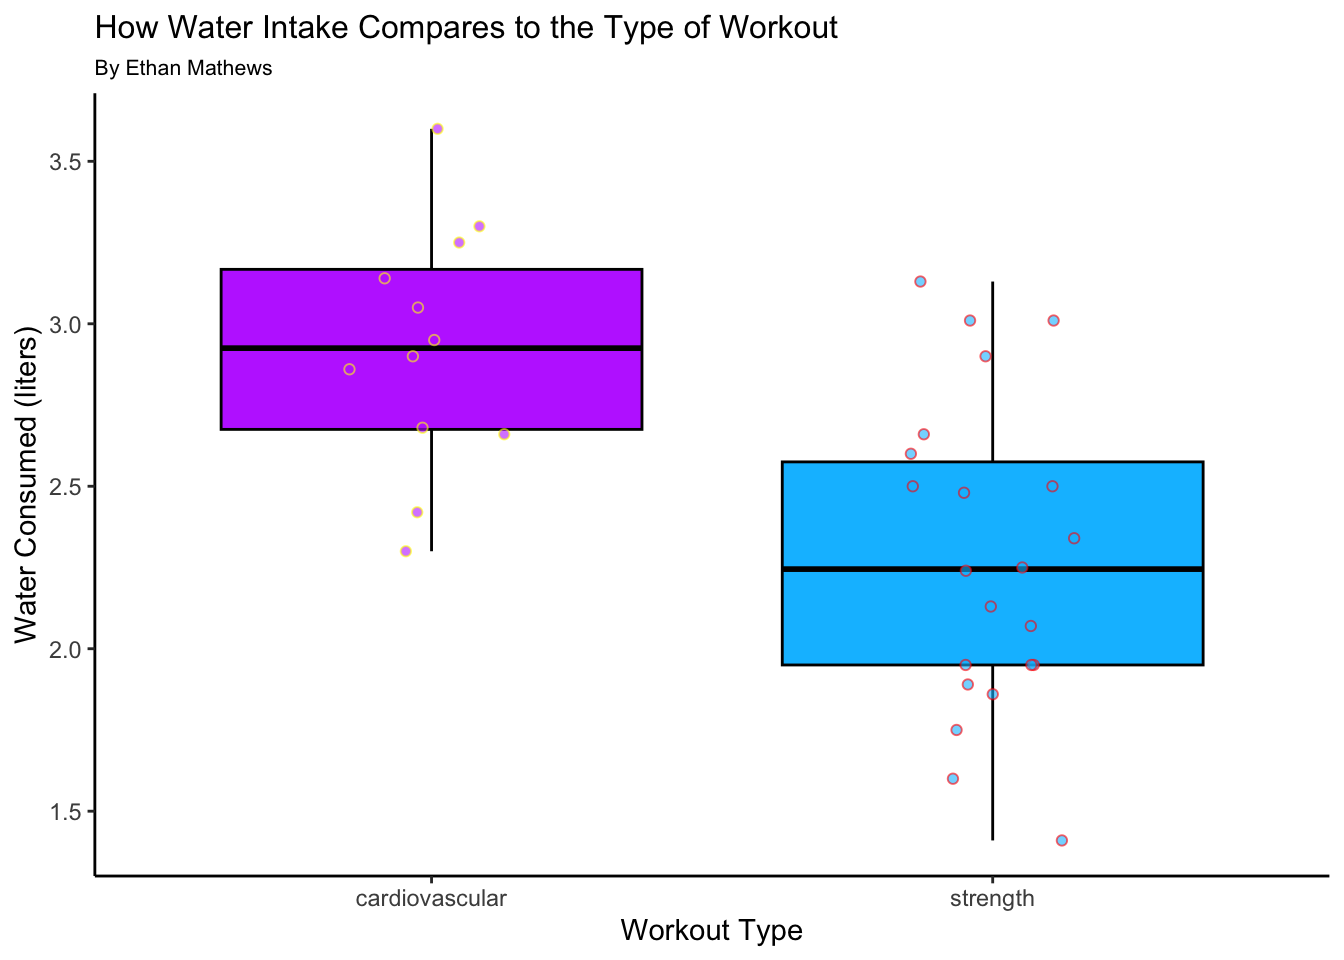 How Water Intake Compares to the Type of Workout
By Ethan Mathews
Water Consumed (liters)
3.5
3.0
2.5
2.0
1.5
cardiovascular
strength
Workout Type